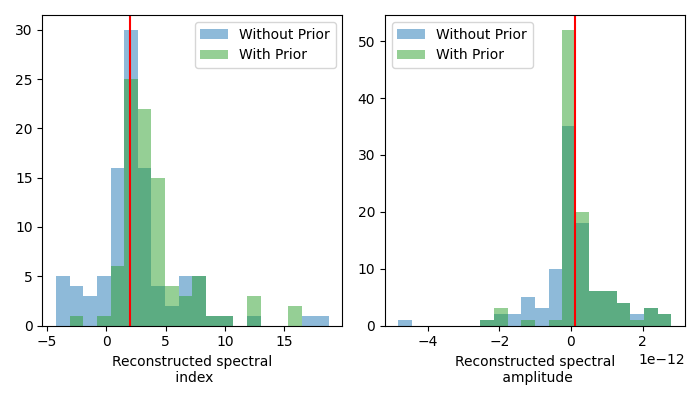 Without Prior
With Prior
30
25
20
15
10
5
0
−5
0
5
10
15
Reconstructed spectral
index
Without Prior
With Prior
50
40
30
20
10
0
−4
−2
0
2
1e−12
Reconstructed spectral
amplitude